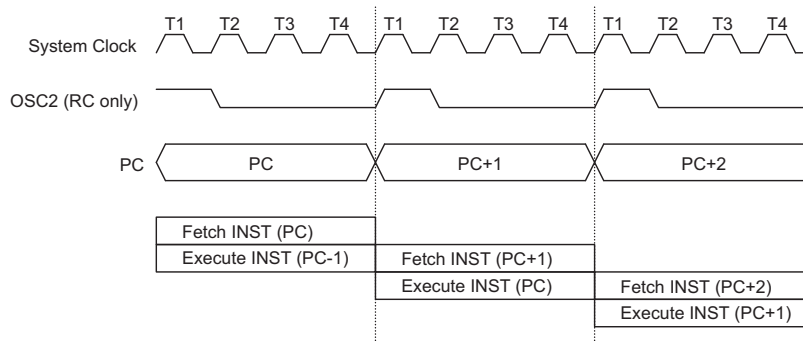 T1 T2 T3 T4 T1 T2 T3 T4 T1 T2 T3 T4
System Clock
OSC2 (RC only)
PC PC PC+1 PC+2
Fetch INST (PC)
Execute INST (PC-1) Fetch INST (PC+1)
Execute INST (PC) Fetch INST (PC+2)
Execute INST (PC+1)